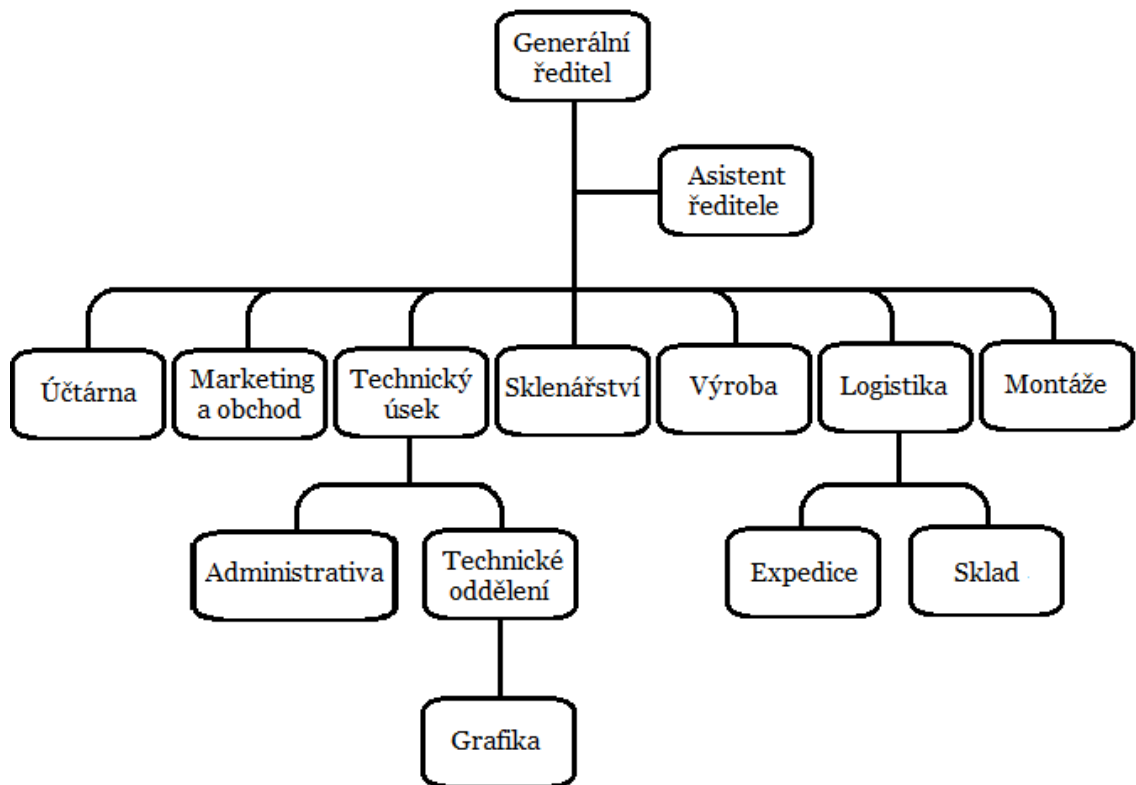 Generální
ředitel
Asistent
ředitele
Účtárna
Marketing
a obchod
Technický
úsek
Sklenářství
Výroba
Logistika
Montáže
Administrativa
Technické
oddělení
Expedice
Sklad
Grafika